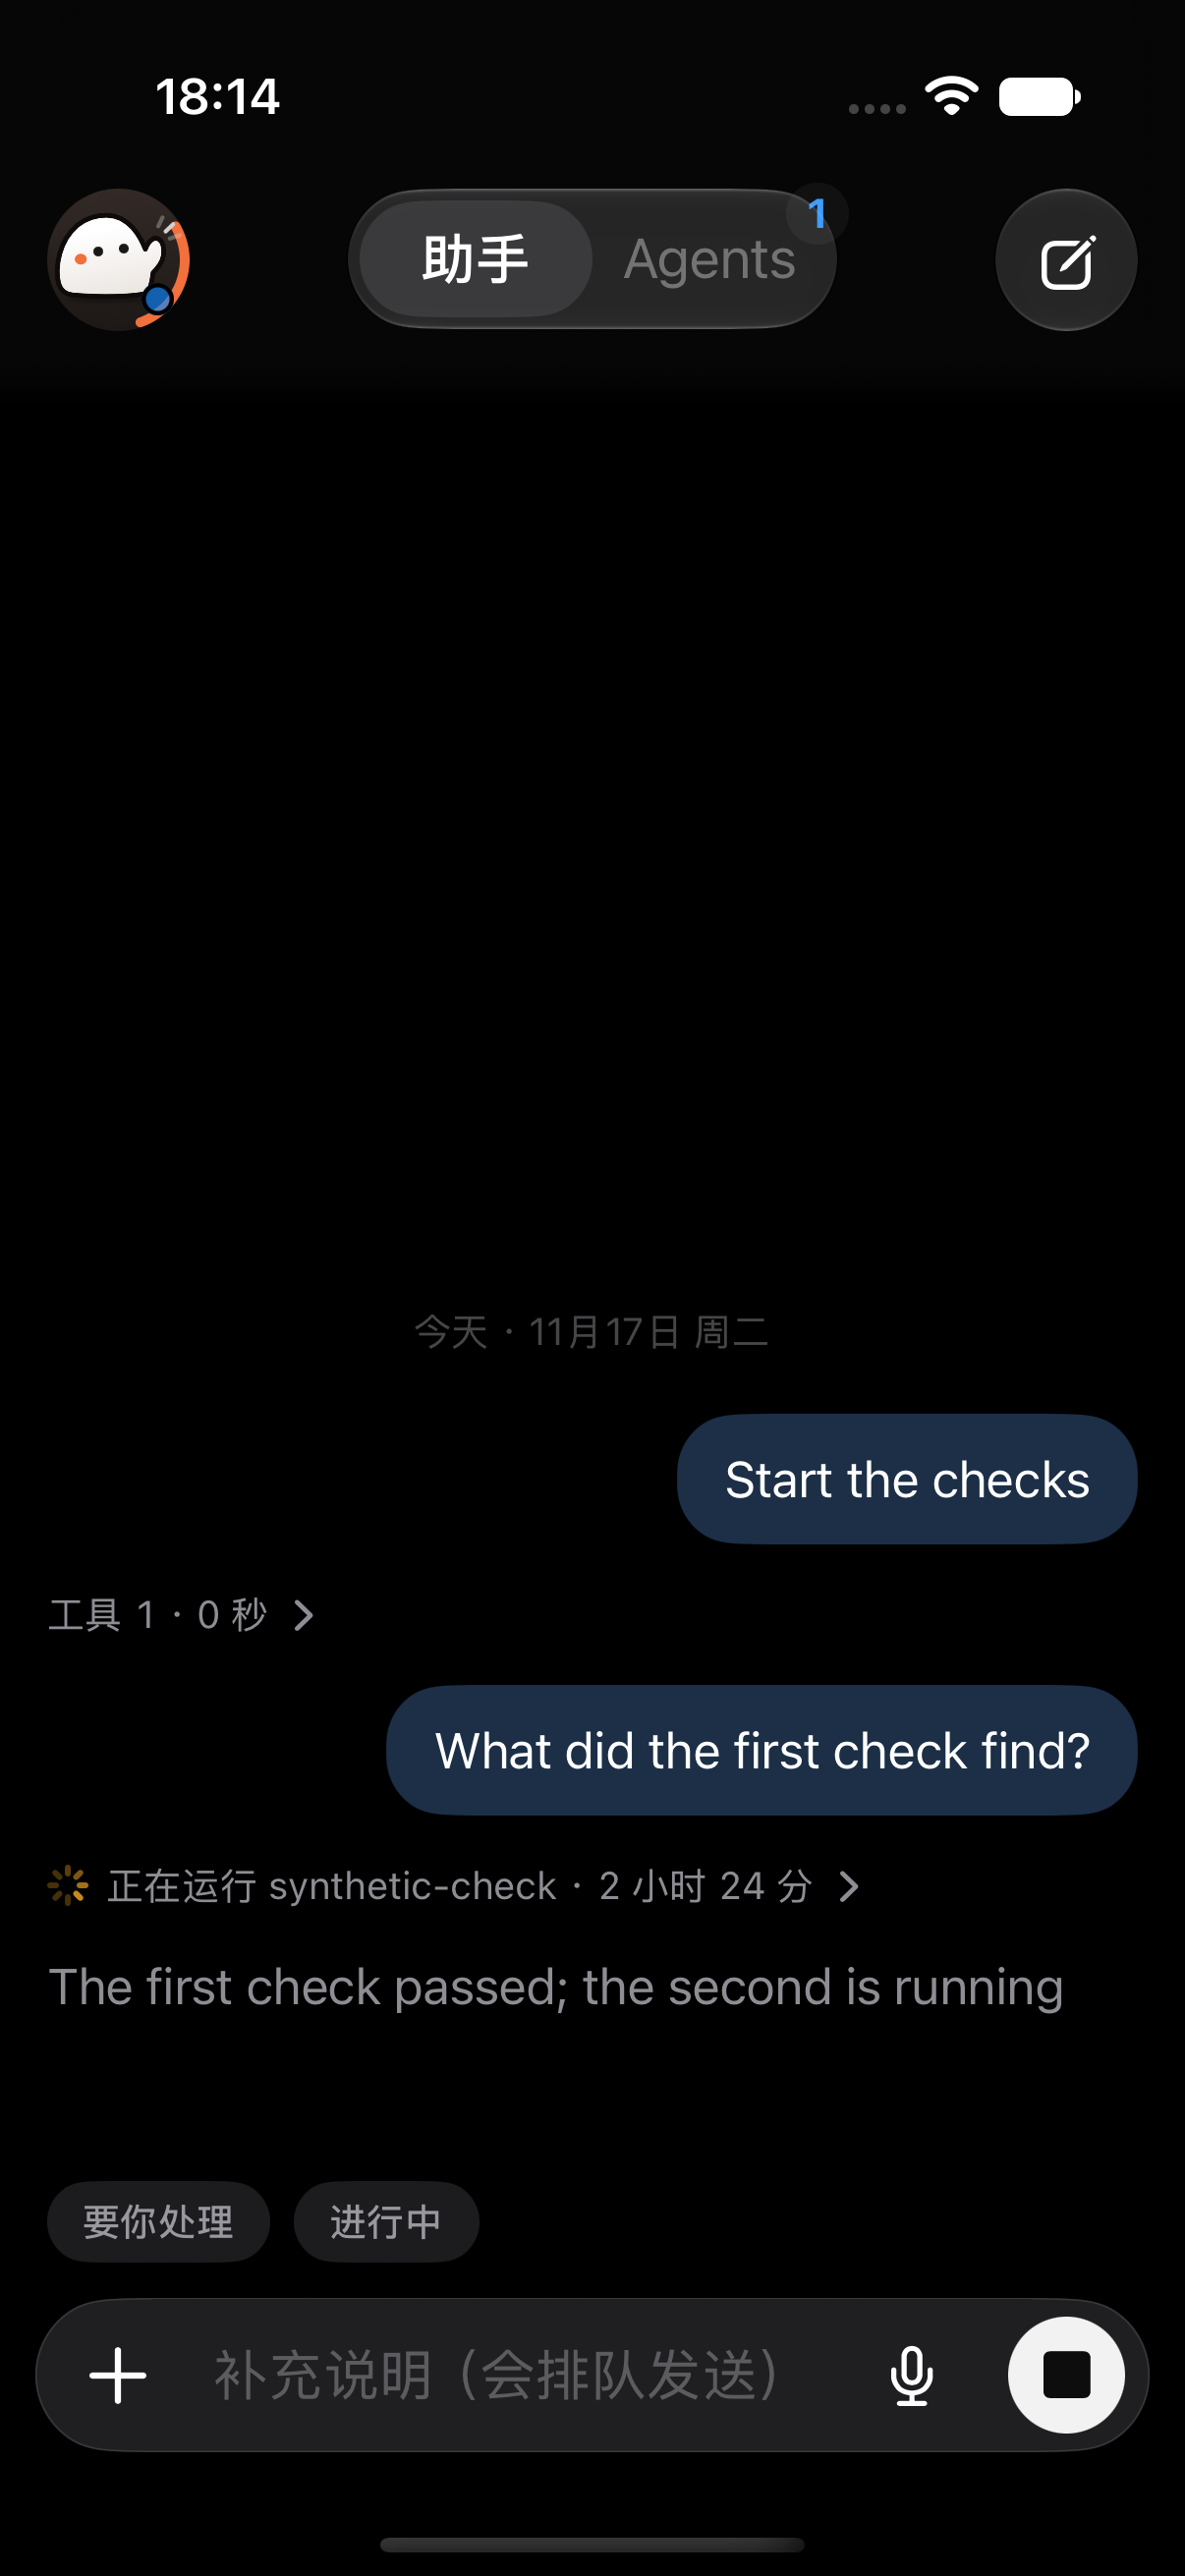 18:14
助手
Agents
1
今天 · 11月17日 周二
Start the checks
工具 1 · 0 秒
What did the first check find?
正在运行 synthetic-check · 2 小时 24 分
The first check passed; the second is running
要你处理
进行中
补充说明（会排队发送）